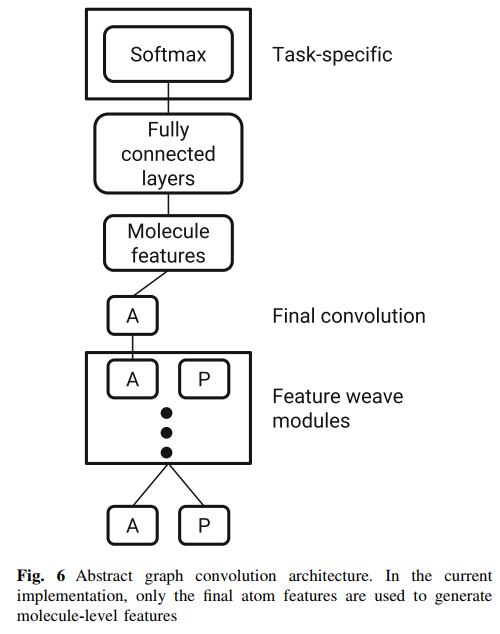 Softmax
Task-specific
Fully
connected
layers
Molecule
features
A
Final convolution
A
P
Feature weave
modules
A
P
Fig. 6 Abstract graph convolution architecture. In the current
implementation, only the final atom features are used to generate
molecule-level features